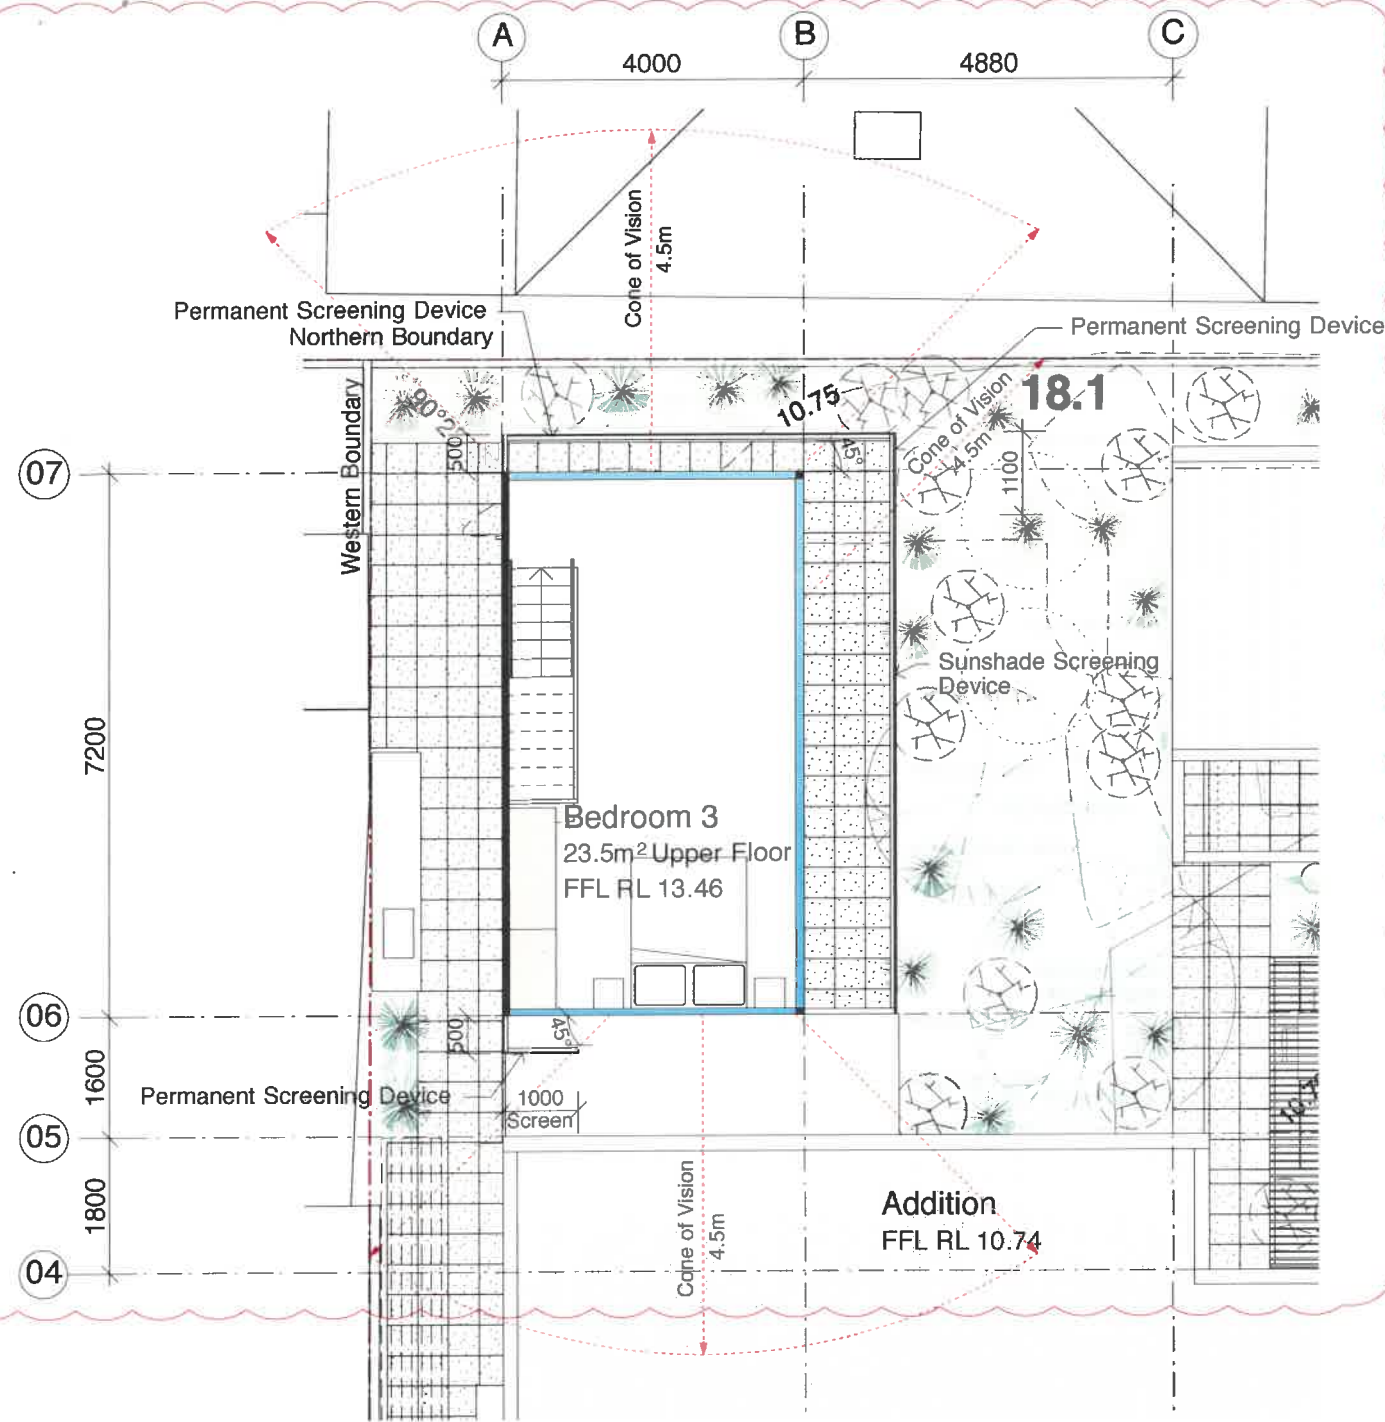 A
B
C
4000
4880
Cone of Vision
4.5m
Permanent Screening Device
Northern Boundary
Permanent Screening Device
Western Boundary
500
10.75
45°
Cone of Vision
4.5m
18.1
1100
07
Sunshade Screening
Device
7200
Bedroom 3
23.5m² Upper Floor
FFL RL 13.46
06
500
45°
1600
Permanent Screening Device
1000
Screen
05
1800
Cone of Vision
4.5m
Addition
FFL RL 10.74
04